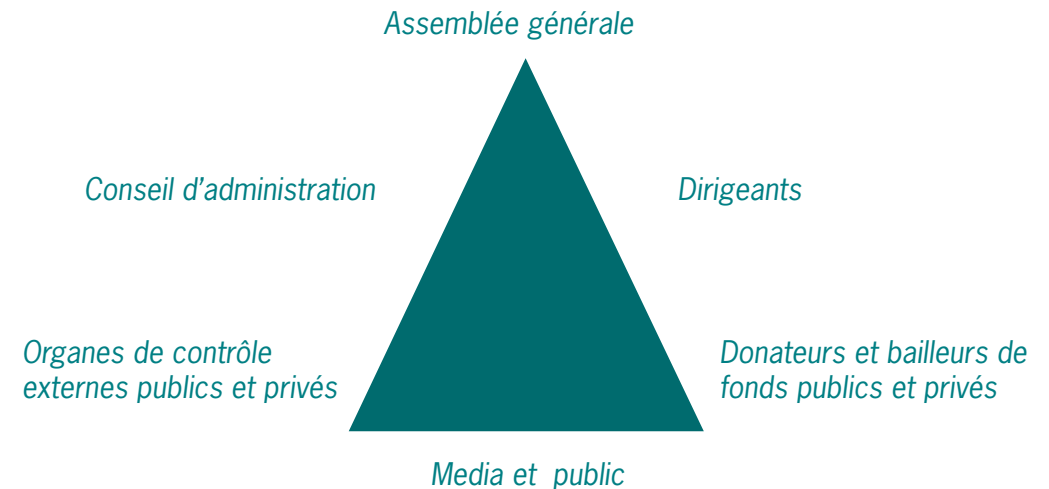 Assemblée générale
Conseil d'administration
Dirigeants
Organes de contrôle
externes publics et privés
Donateurs et bailleurs de
fonds publics et privés
Media et public